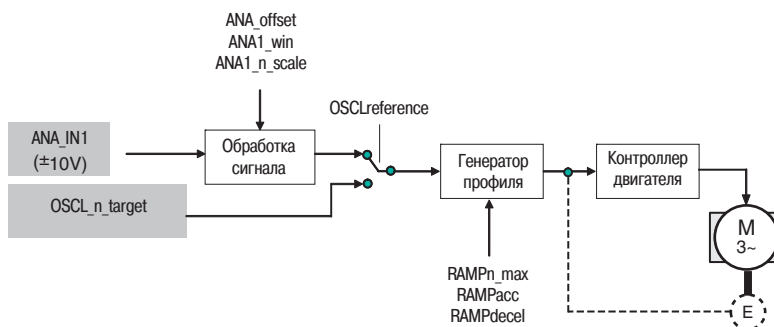 ANA_offset
ANA1_win
ANA1_n_scale
OSCLreference
ANA_IN1
(±10V)
Обработка
сигнала
Генератор
профиля
Контроллер
двигателя
OSCL_n_target
M
3~
RAMPn_max
RAMPacc
RAMPdecel
E